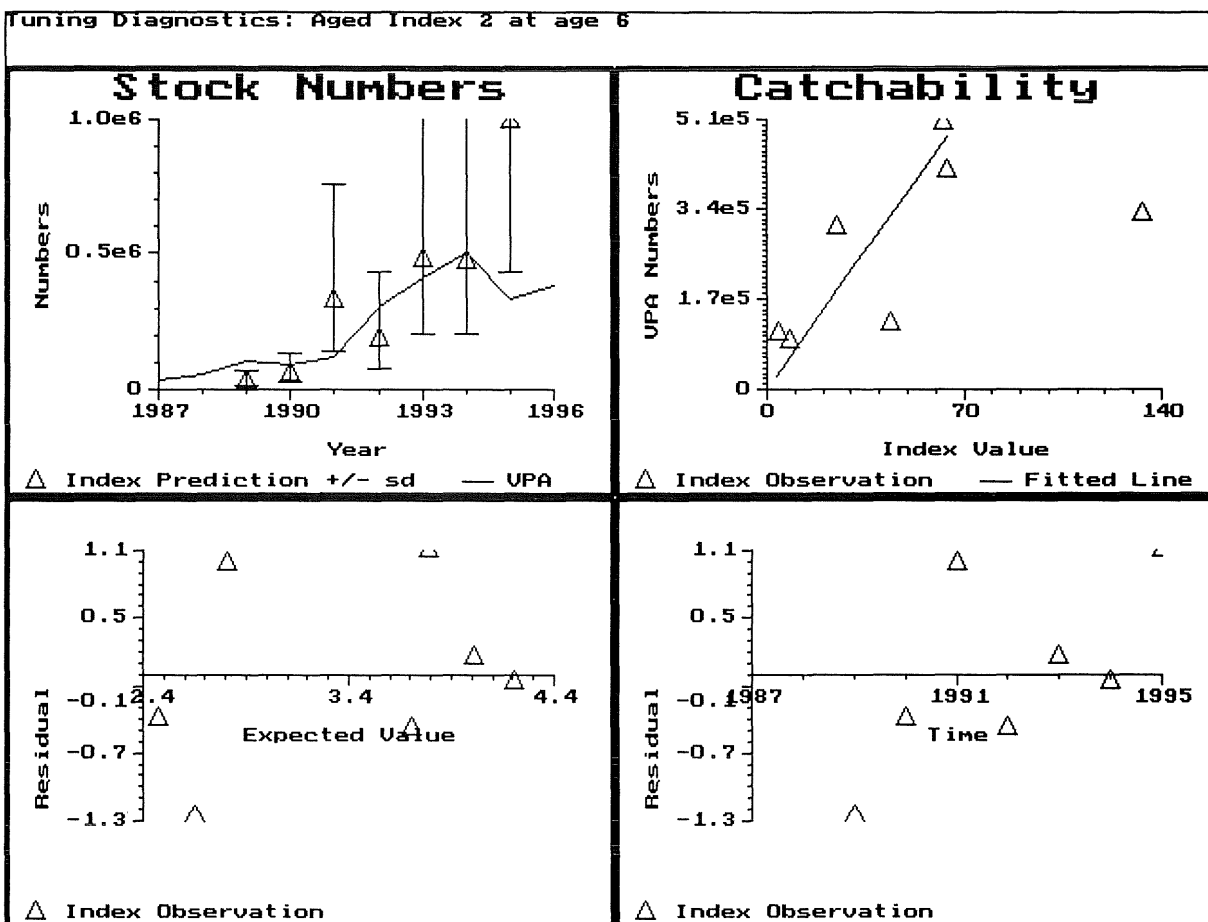 Tuning Diagnostics: Aged Index 2 at age 6
Stock Numbers
1.0e6
0.5e6
0
Numbers
1987 1990 1993 1996
Year
△ Index Prediction +/- sd — VPA
Catchability
5.1e5
3.4e5
1.7e5
0
VPA Numbers
0 70 140
Index Value
△ Index Observation — Fitted Line
1.1
0.5
-0.1
-0.7
-1.3
Residual
2.4 3.4 4.4
Expected Value
△ Index Observation
1.1
0.5
-0.1
-0.7
-1.3
Residual
1987 1991 1995
Time
△ Index Observation